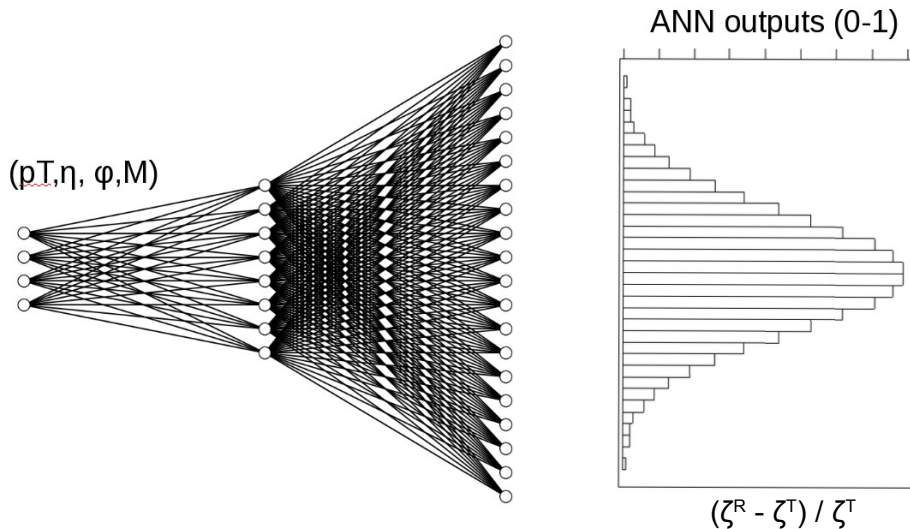 ANN outputs (0-1)
(pT,η, φ,M)
(ζᴿ - ζᵀ) / ζᵀ